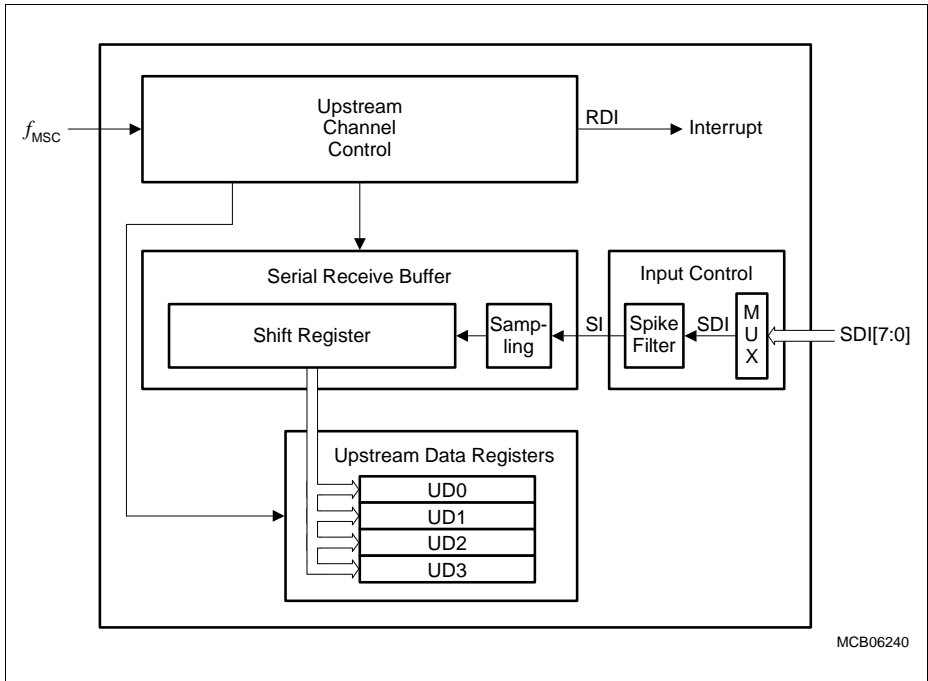 Upstream
Channel
Control
f MSC
RDI
Interrupt
Serial Receive Buffer
Input Control
Shift Register
Samp-
ling
SI
Spike
Filter
SDI
M
U
X
SDI[7:0]
Upstream Data Registers
UD0
UD1
UD2
UD3
MCB06240